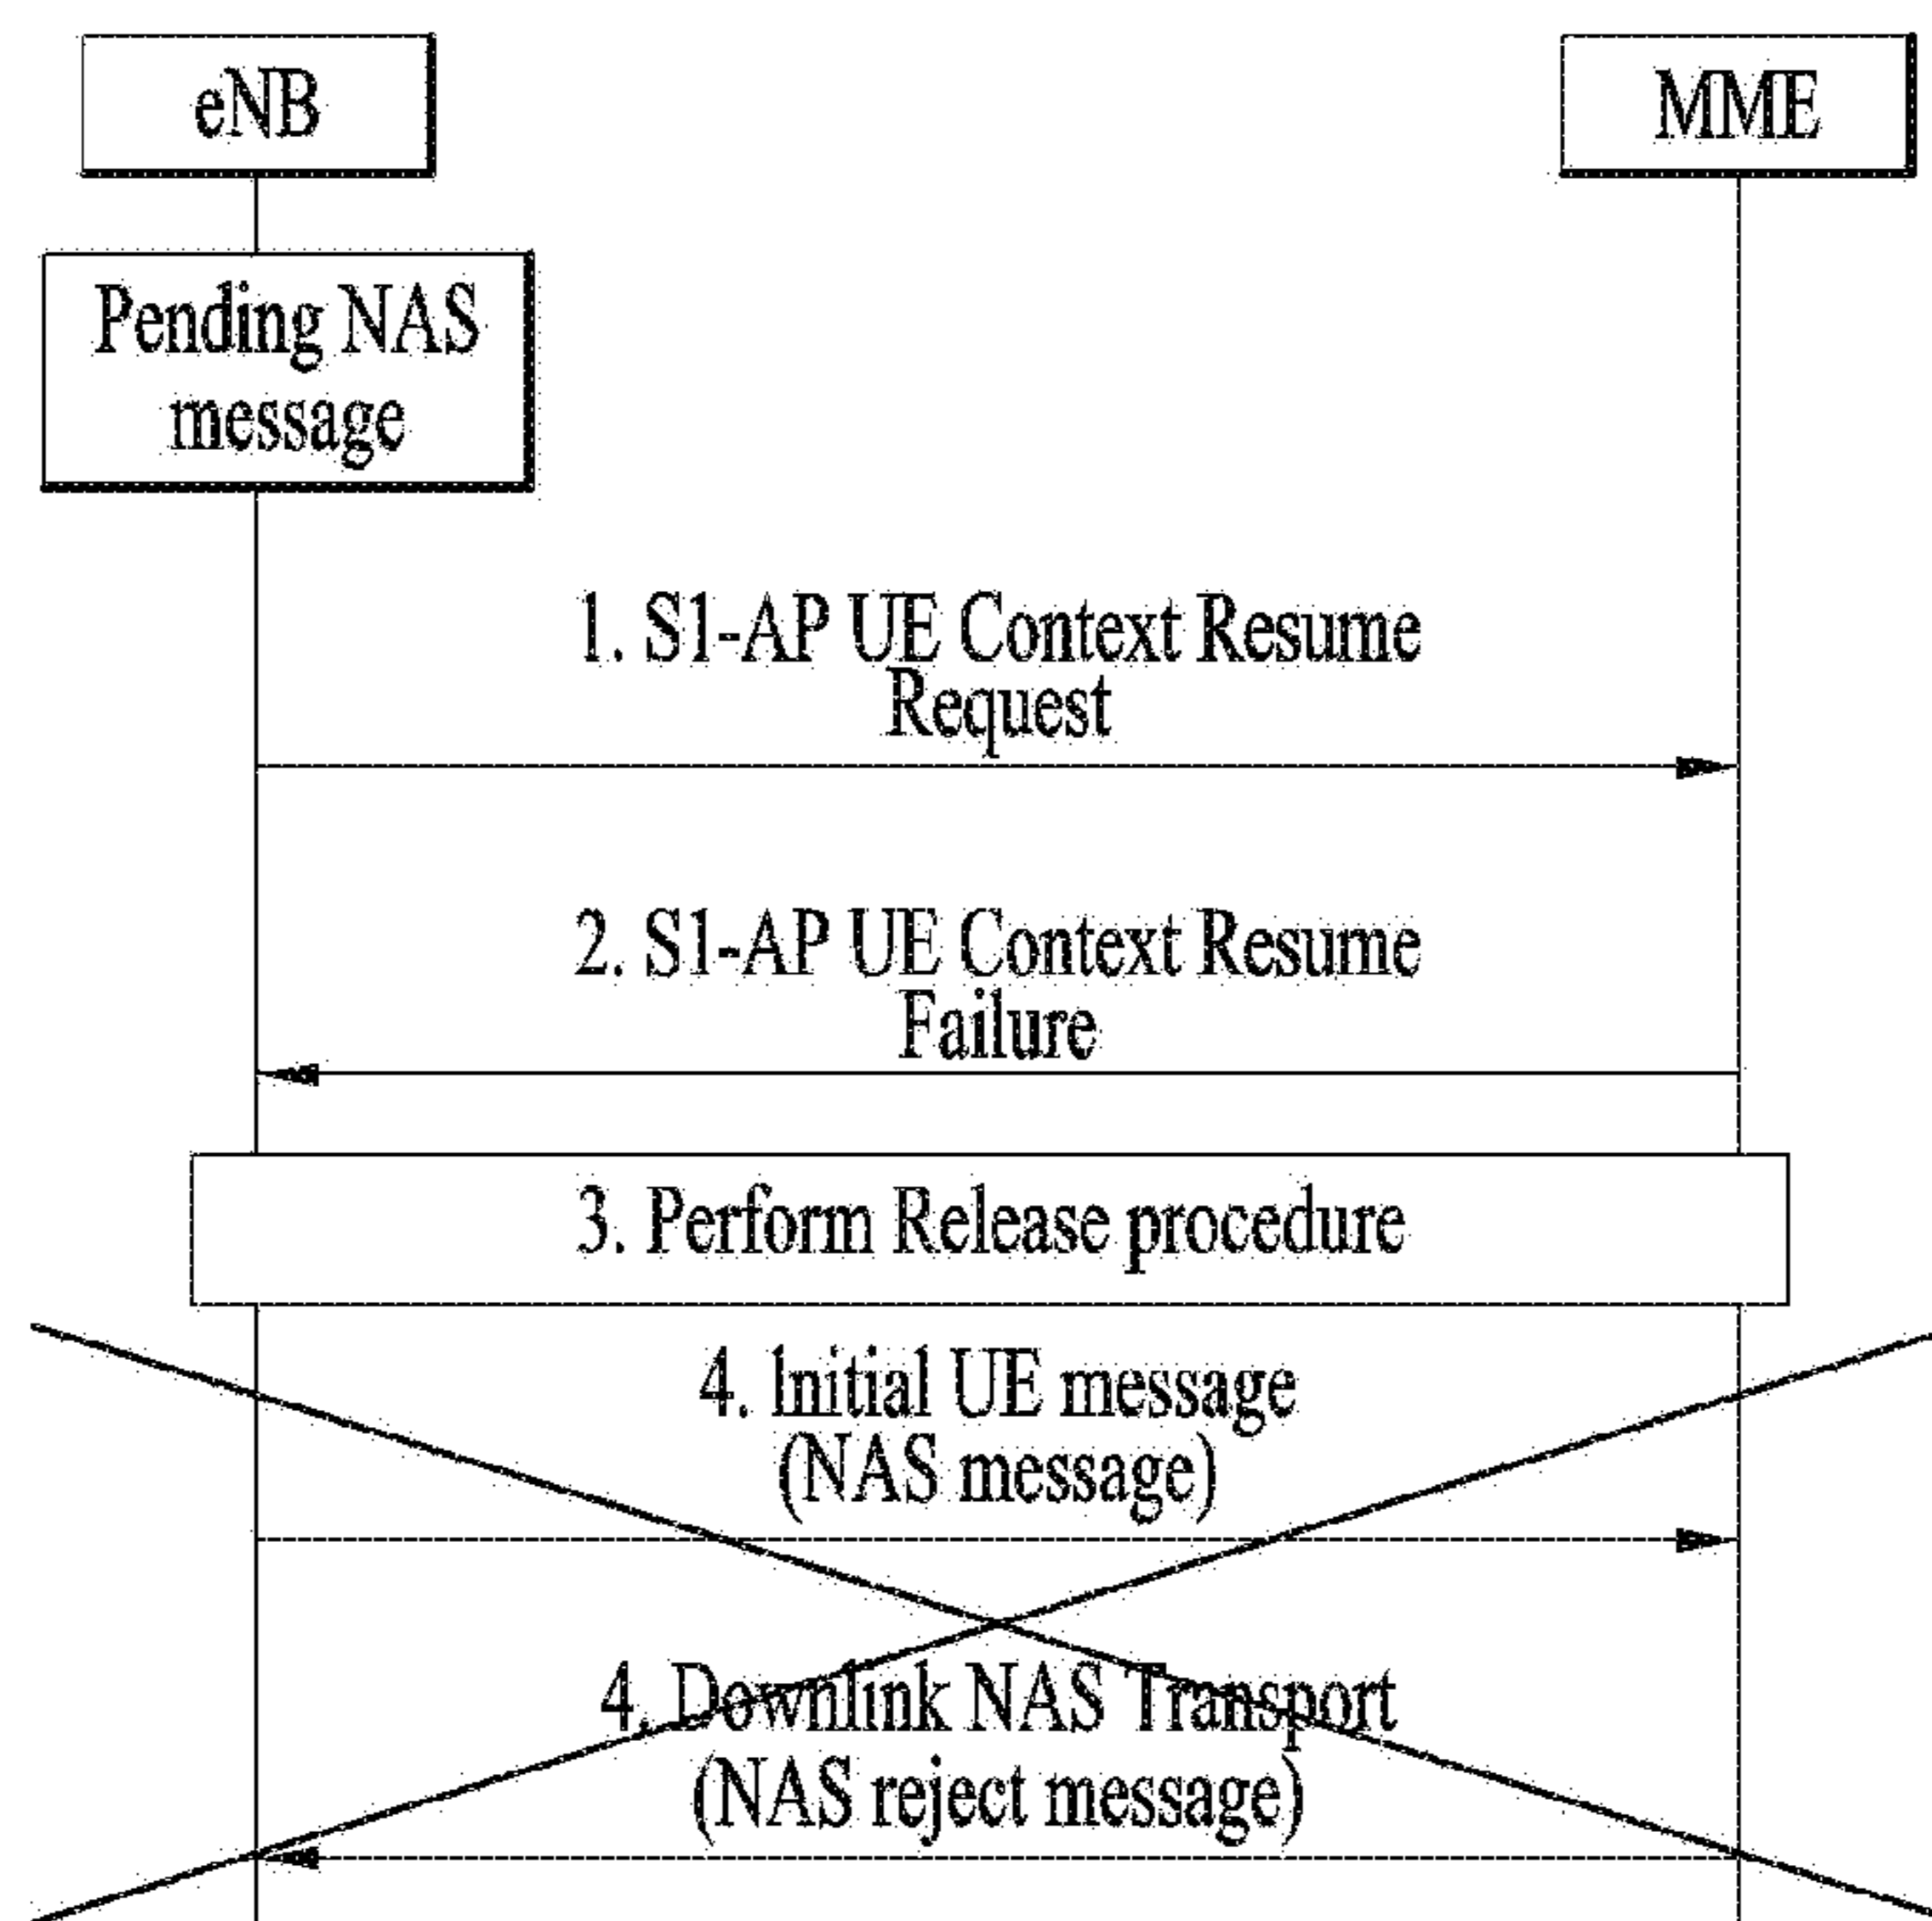 eNB
MME
Pending NAS
message
1. S1-AP UE Context Resume
Request
2. S1-AP UE Context Resume
Failure
3. Perform Release procedure
4. Initial UE message
(NAS message)
4. Downlink NAS Transport
(NAS reject message)